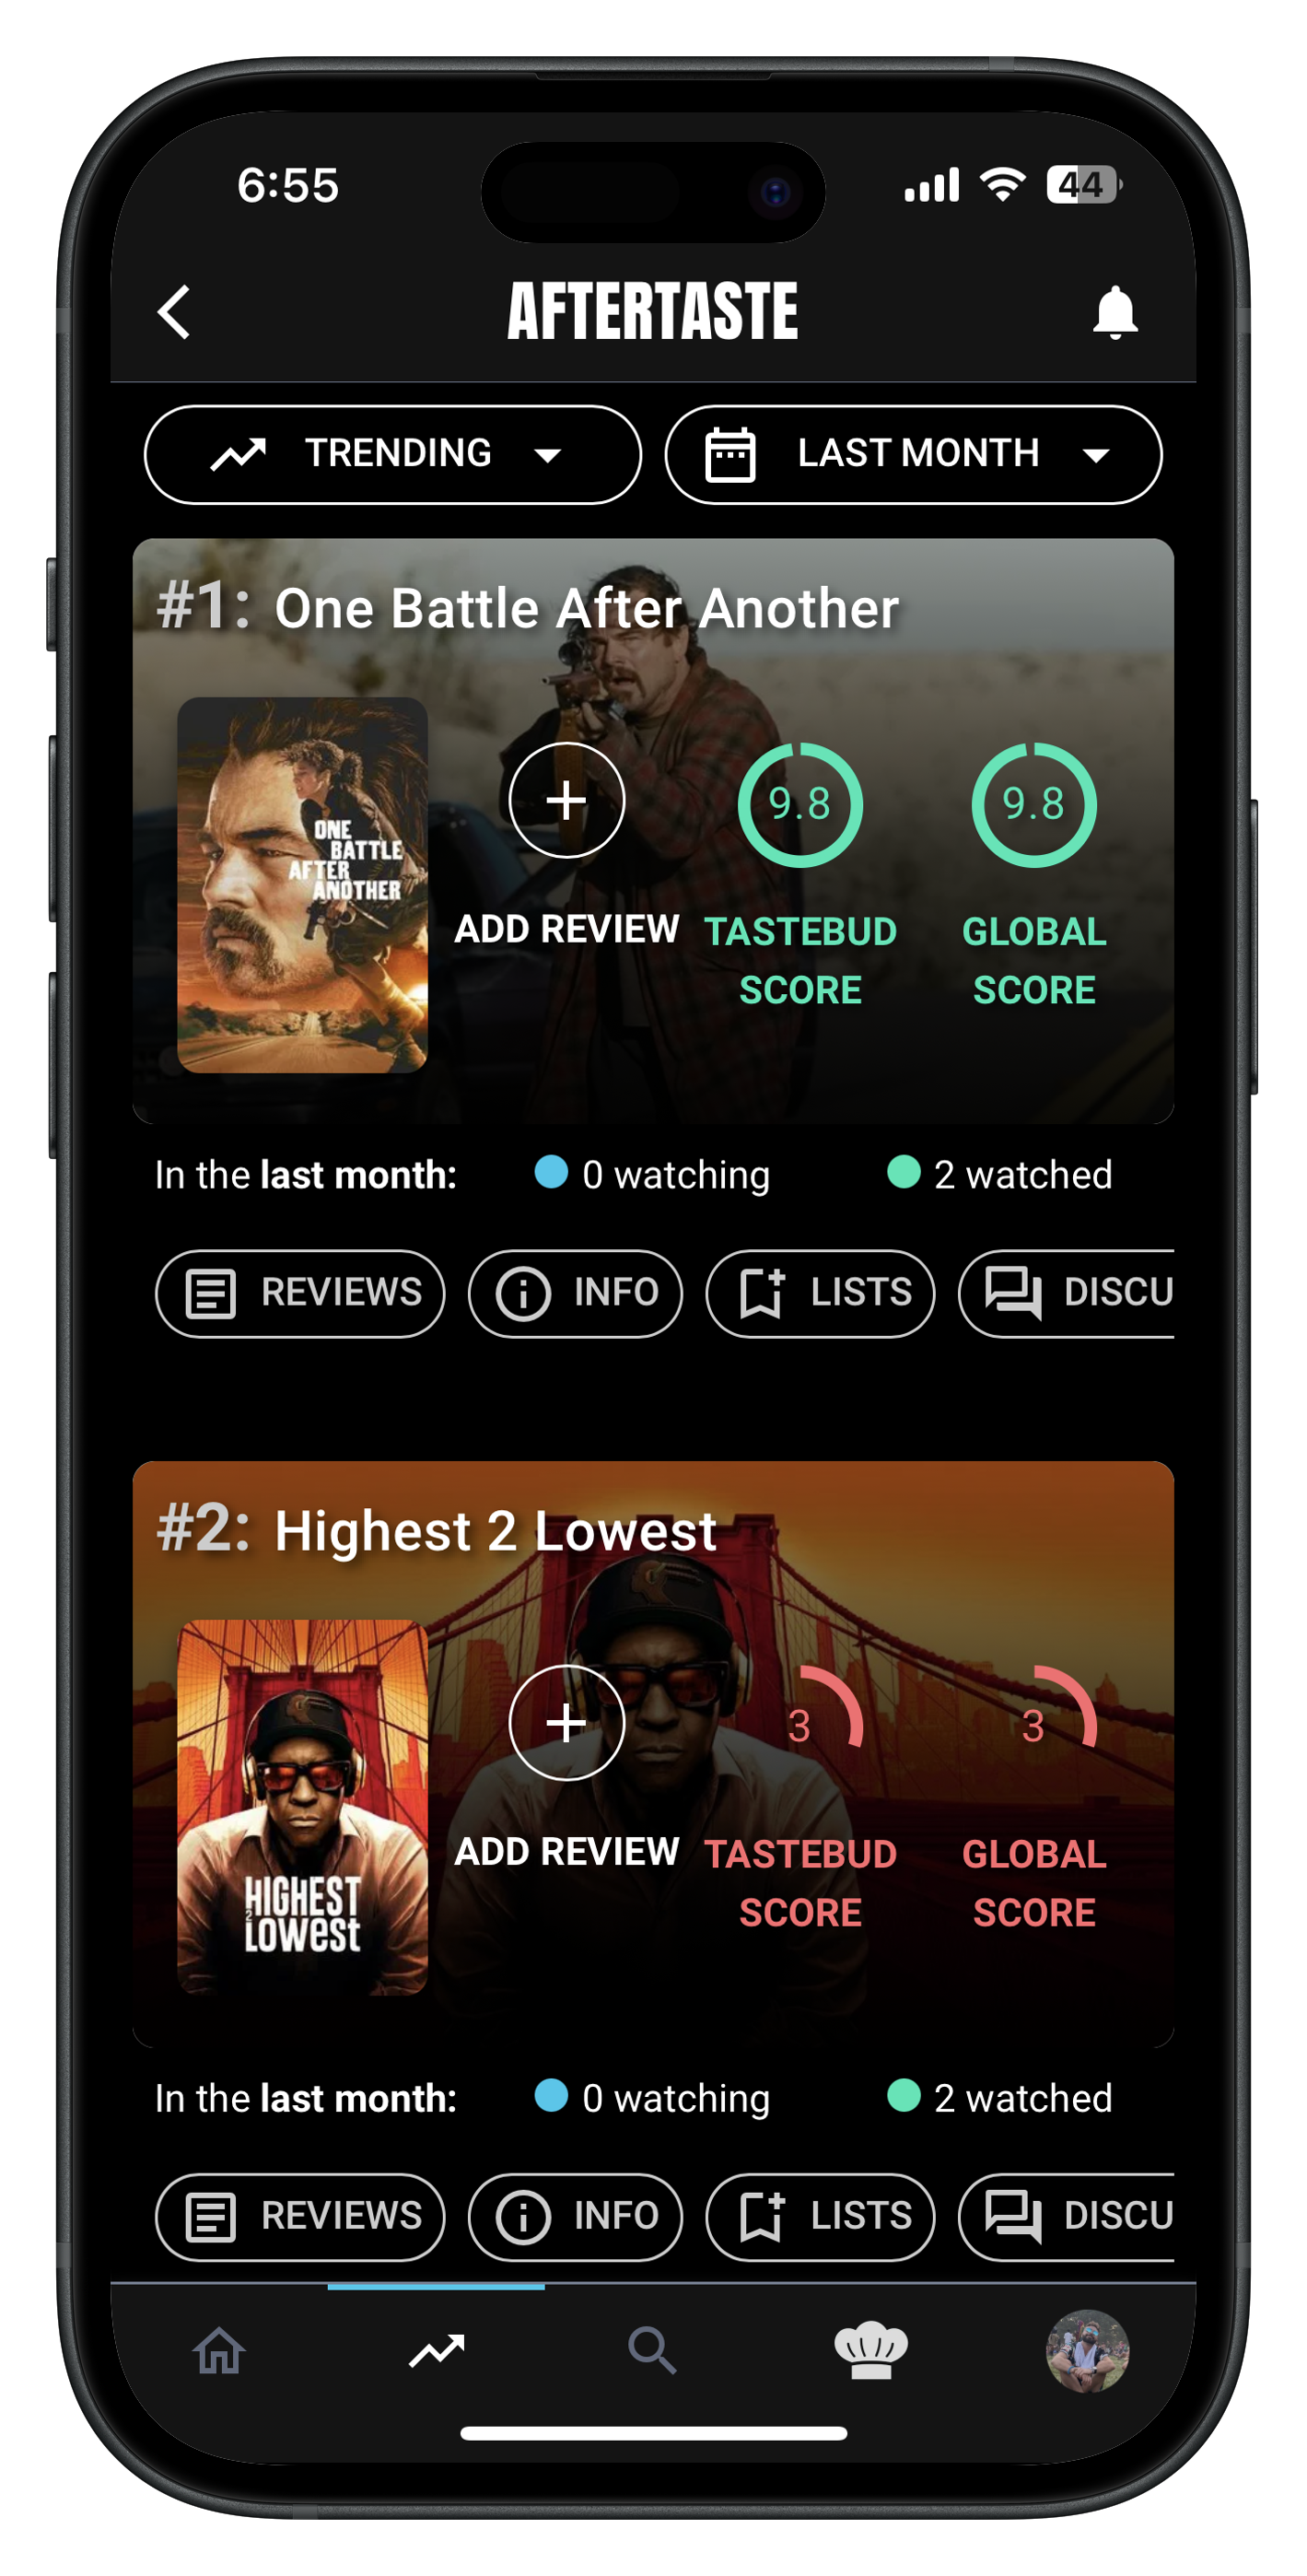 6:55
44
AFTERTASTE
TRENDING
LAST MONTH
#1: One Battle After Another
ONE
BATTLE
AFTER
ANOTHER
ADD REVIEW
9.8
TASTEBUD
SCORE
9.8
GLOBAL
SCORE
In the last month:
0 watching
2 watched
REVIEWS
INFO
LISTS
DISCU
#2: Highest 2 Lowest
HIGHEST
2
LOWEST
ADD REVIEW
3
TASTEBUD
SCORE
3
GLOBAL
SCORE
In the last month:
0 watching
2 watched
REVIEWS
INFO
LISTS
DISCU